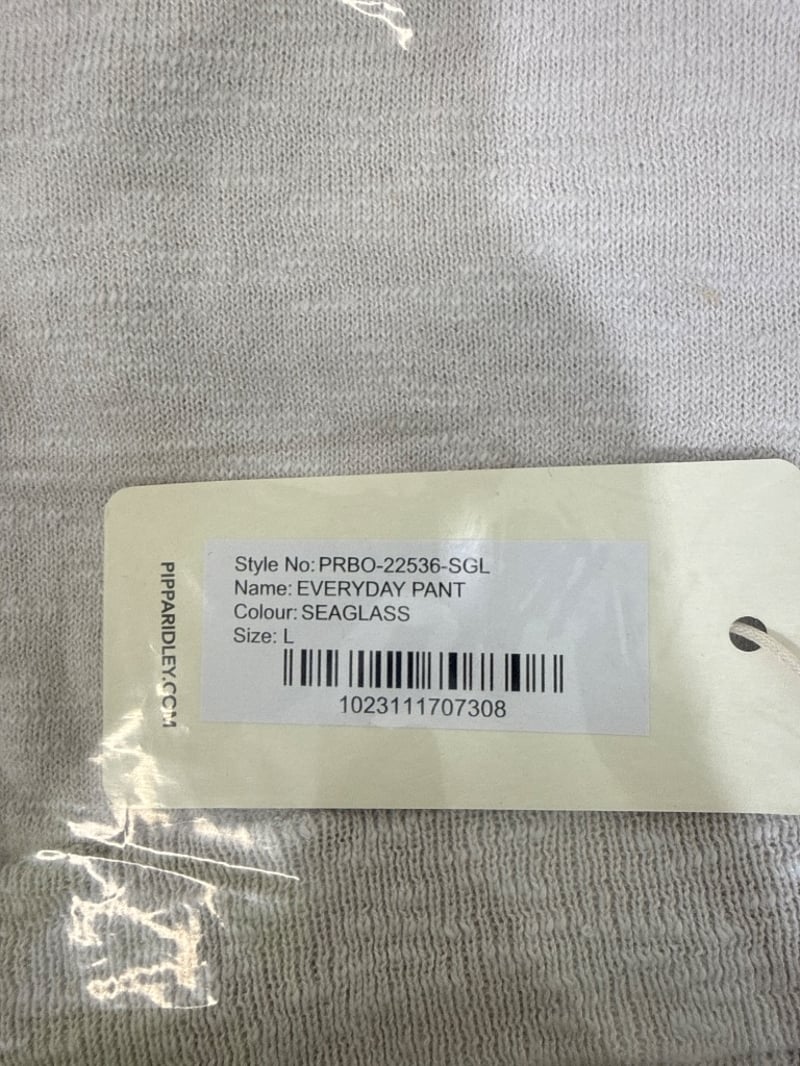 PIPPARIDLEY.COM
Style No: PRBO-22536-SGL
Name: EVERYDAY PANT
Colour: SEAGLASS
Size: L
1023111707308